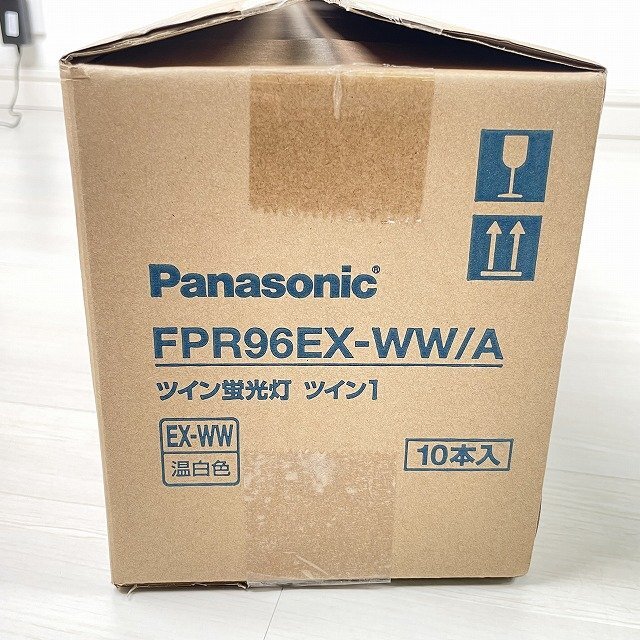 Panasonic®
FPR96EX-WW/A
ツイン蛍光灯 ツイン1
EX-WW
温白色
10本入